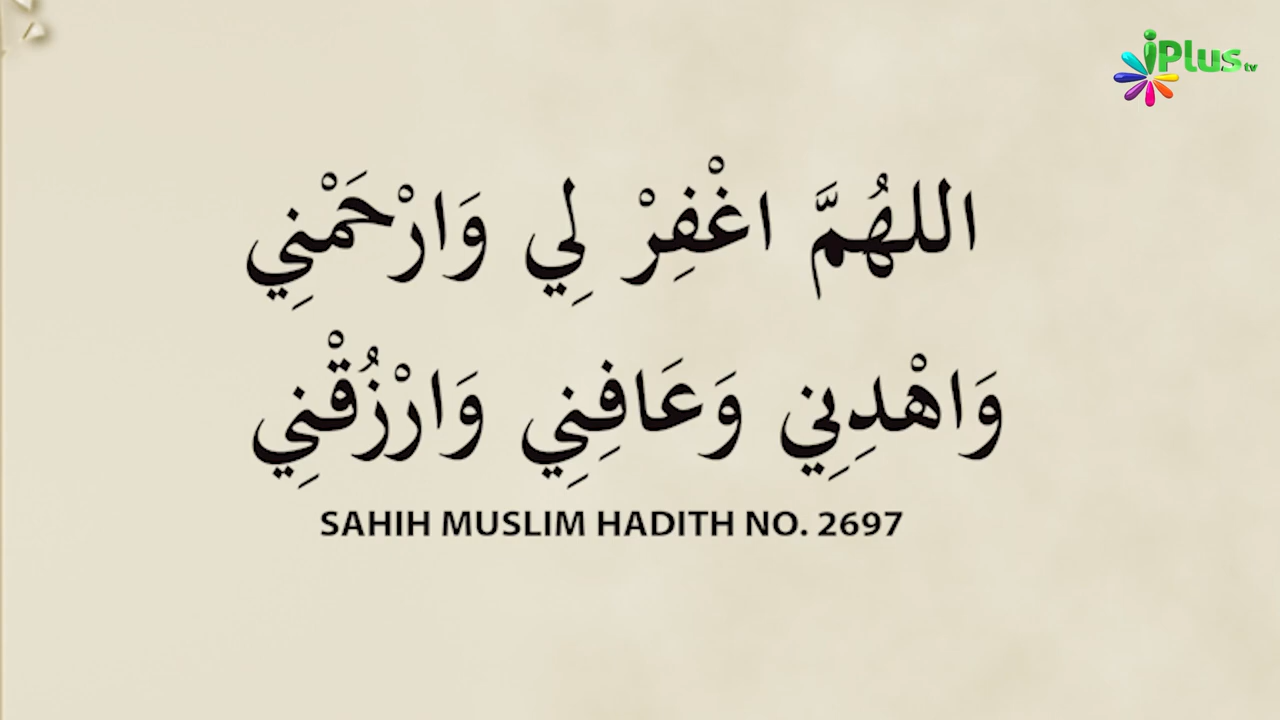 iPlus tv
اللهُمَّ اغْفِرْ لِي وَارْحَمْنِي
وَاهْدِنِي وَعَافِنِي وَارْزُقْنِي
SAHIH MUSLIM HADITH NO. 2697